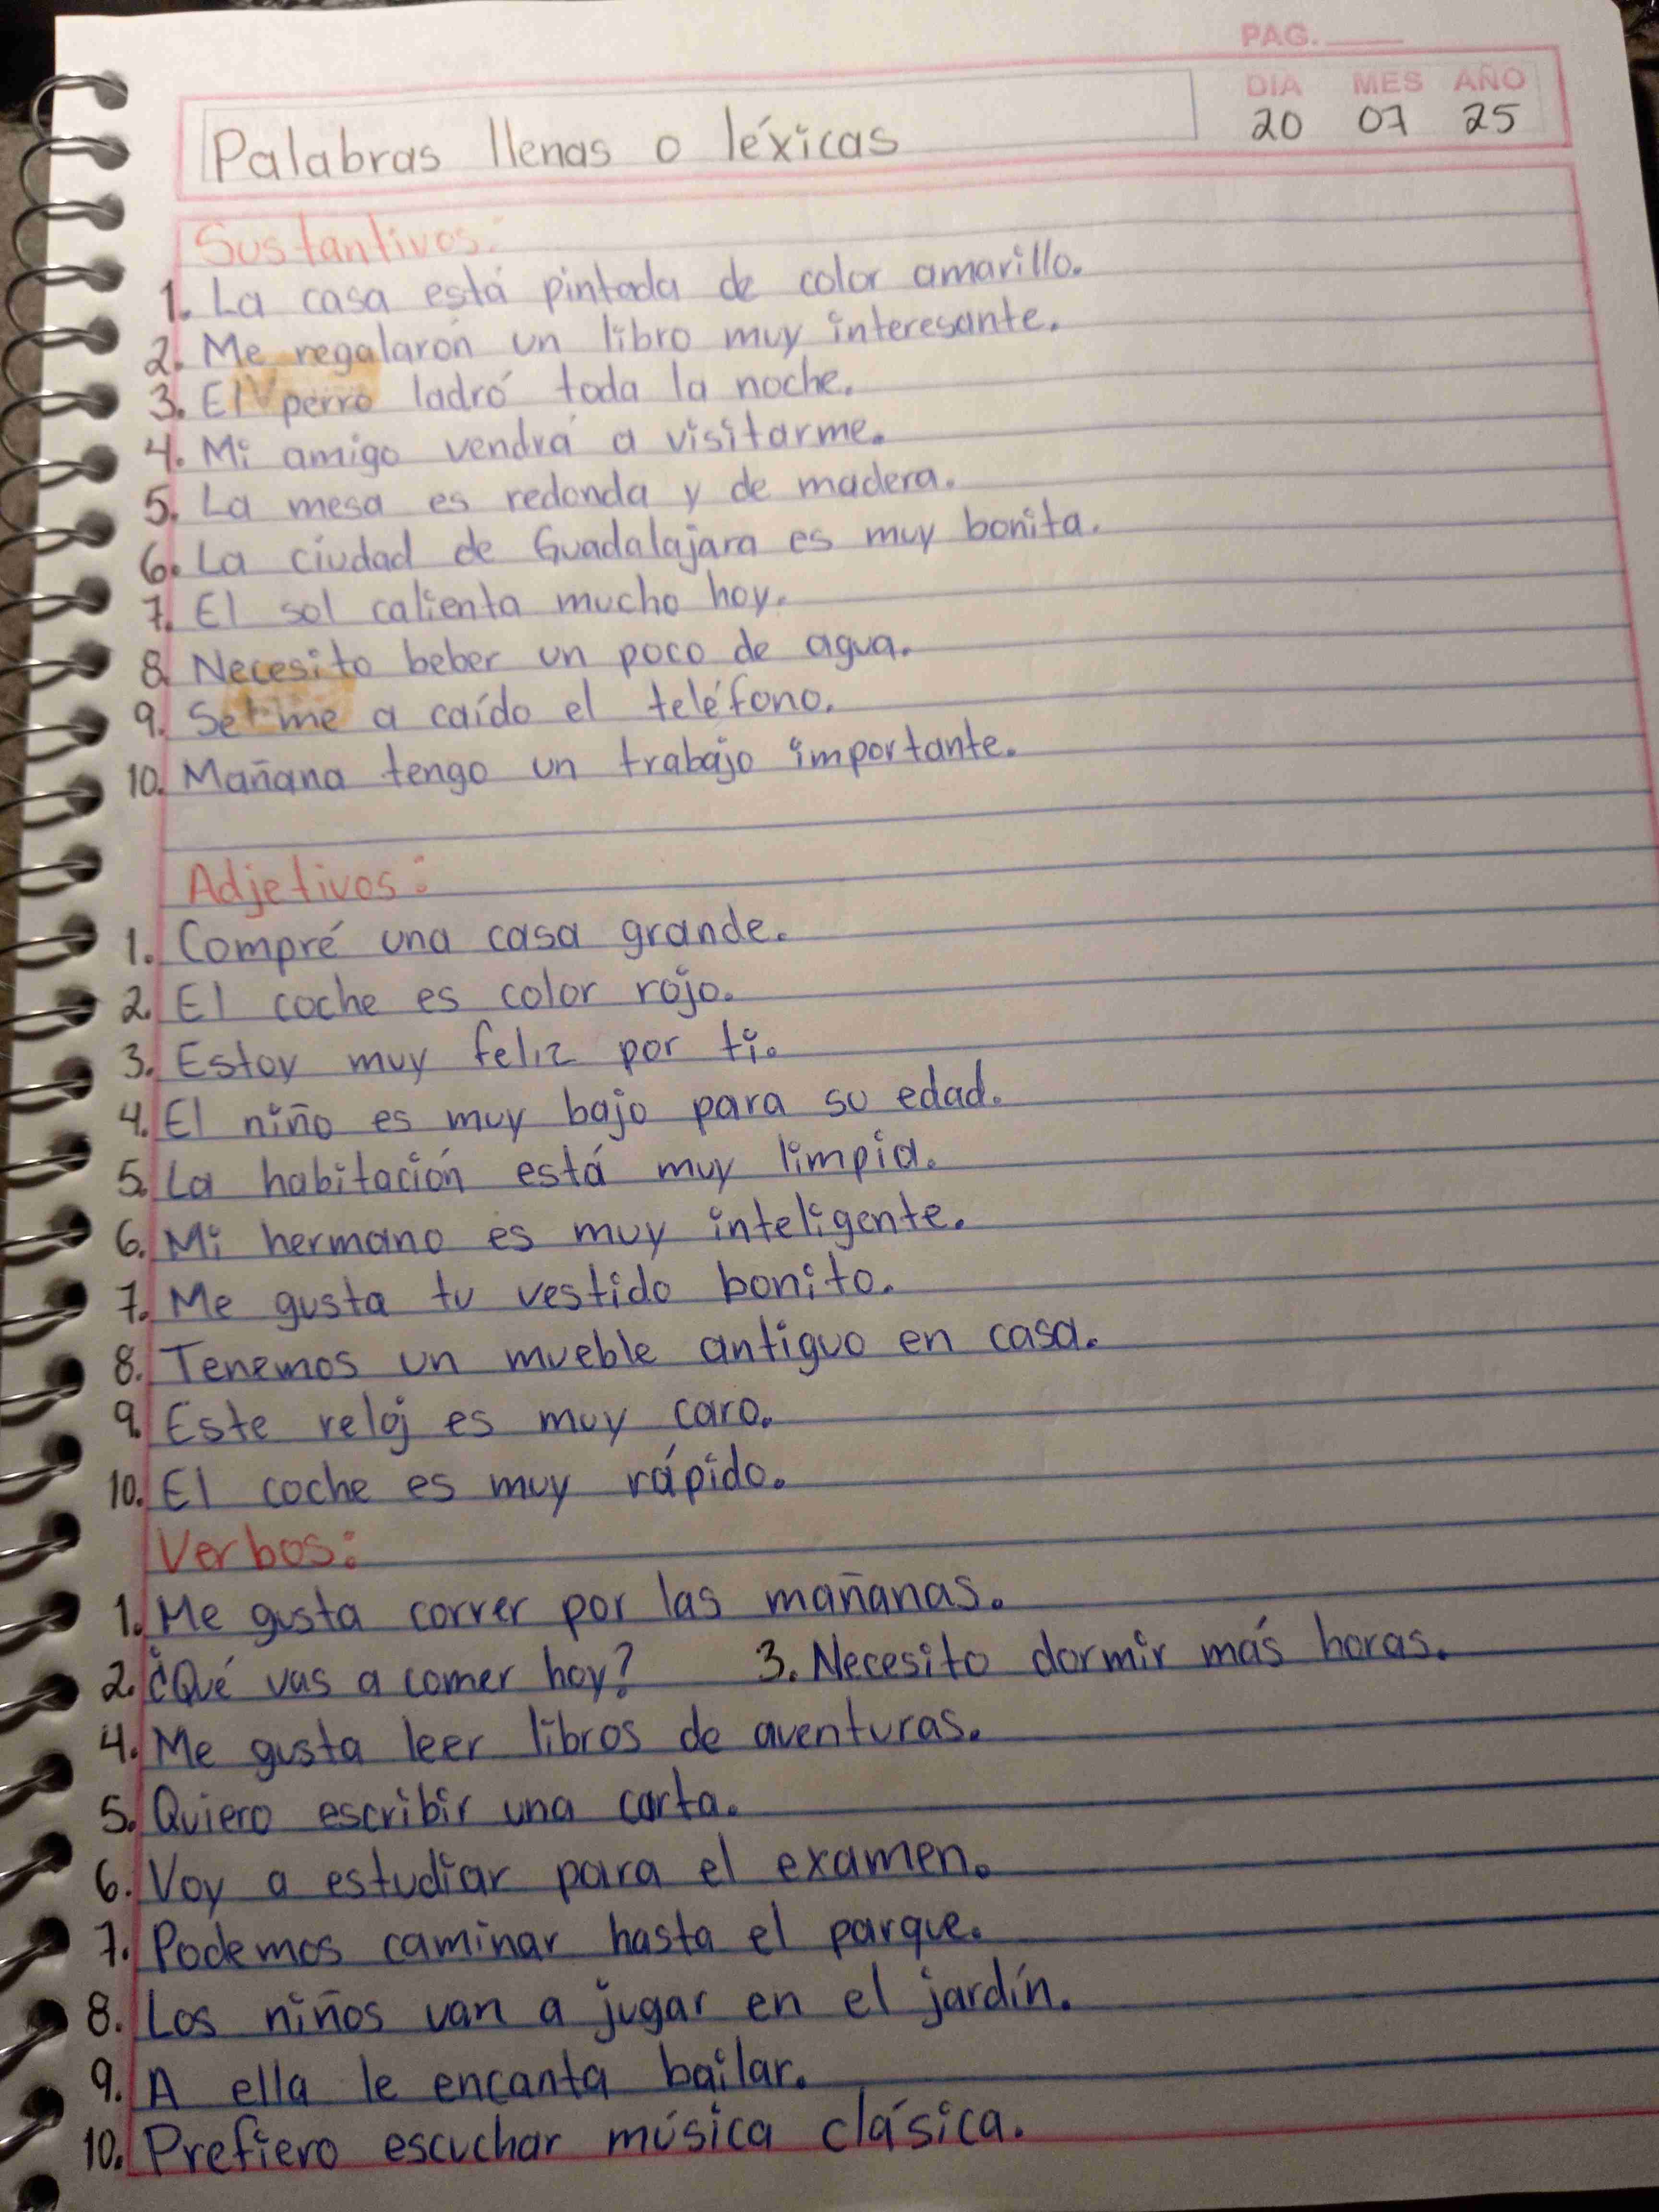 PAG.
DIA MES AÑO
Palabras llenas o léxicas 20 07 25
Sustantivos:
1. La casa está pintada de color amarillo.
2. Me regalarón un libro muy interesante.
3. El perro ladró toda la noche.
4. Mi amigo vendrá a visitarme.
5. La mesa es redonda y de madera.
6. La ciudad de Guadalajara es muy bonita.
7. El sol calienta mucho hoy.
8. Necesito beber un poco de agua.
9. Se me a caído el teléfono.
10. Mañana tengo un trabajo importante.
Adjetivos:
1. Compré una casa grande.
2. El coche es color rojo.
3. Estoy muy feliz por ti.
4. El niño es muy bajo para su edad.
5. La habitación está muy limpia.
6. Mi hermano es muy inteligente.
7. Me gusta tu vestido bonito.
8. Tenemos un mueble antiguo en casa.
9. Este reloj es muy caro.
10. El coche es muy rápido.
Verbos:
1. Me gusta correr por las mañanas.
2. ¿Qué vas a comer hoy? 3. Necesito dormir más horas.
4. Me gusta leer libros de aventuras.
5. Quiero escribir una carta.
6. Voy a estudiar para el examen.
7. Podemos caminar hasta el parque.
8. Los niños van a jugar en el jardín.
9. A ella le encanta bailar.
10. Prefiero escuchar música clásica.